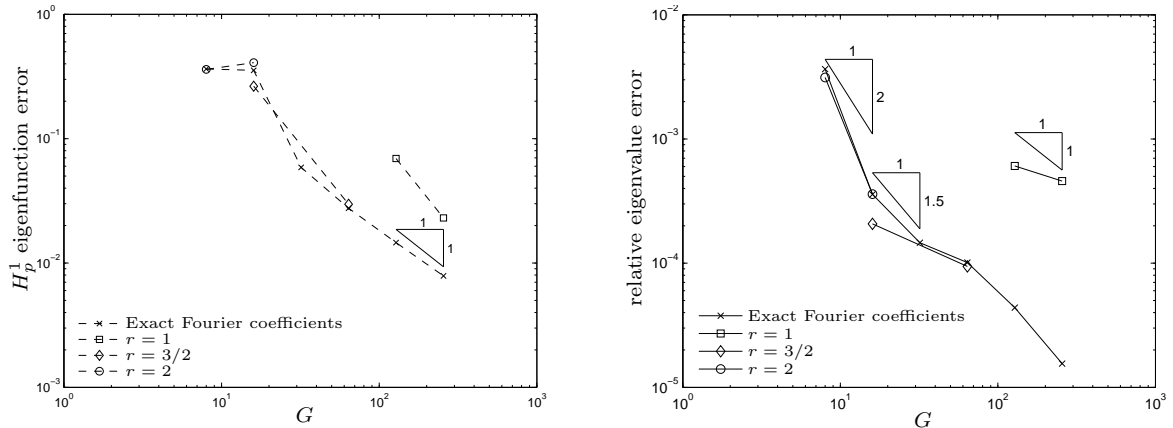 10^0
10^-1
10^-2
10^-3
10^0
10^1
10^2
10^3
G
H_p^1 eigenfunction error
1
1
Exact Fourier coefficients
r = 1
r = 3/2
r = 2
10^-1
10^-2
10^-3
10^-4
10^-5
10^0
10^1
10^2
10^3
G
relative eigenvalue error
1
2
1
1.5
1
1
Exact Fourier coefficients
r = 1
r = 3/2
r = 2